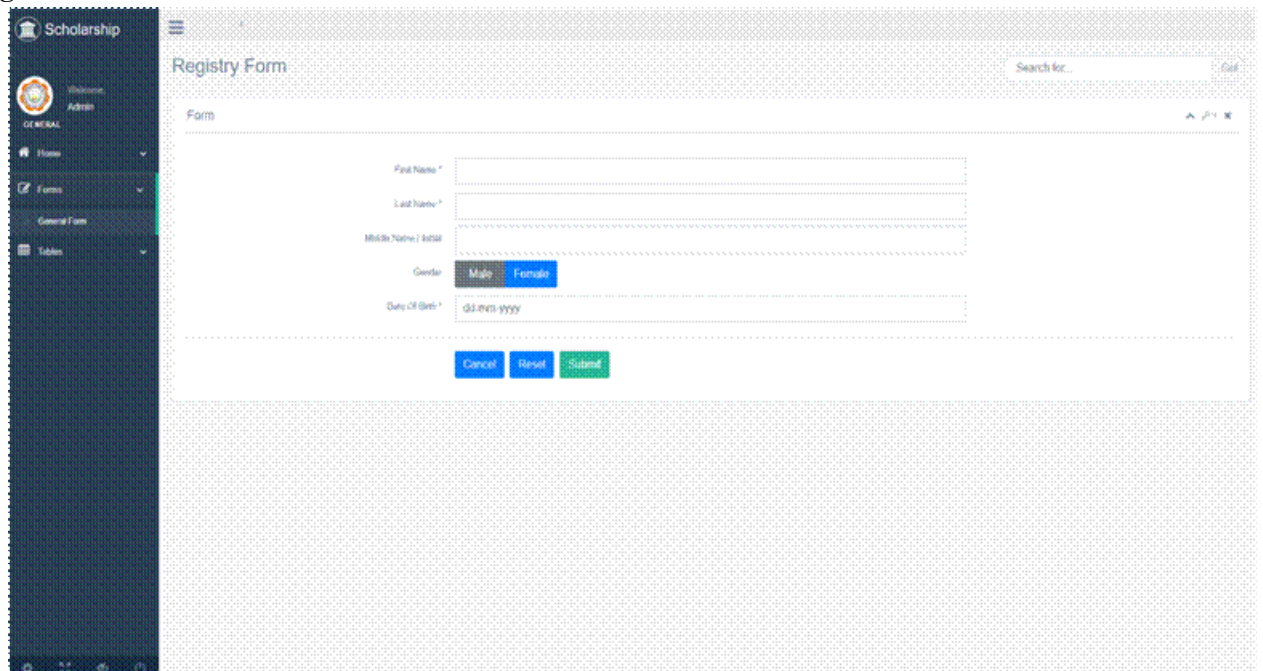 Scholarship
Welcome,
Admin
GENERAL
Home
Forms
General Form
Tables
Registry Form
Search for...
Go!
Form
First Name *
Last Name *
Middle Name / Initial
Gender
Male Female
Date Of Birth *
dd-mm-yyyy
Cancel Reset Submit